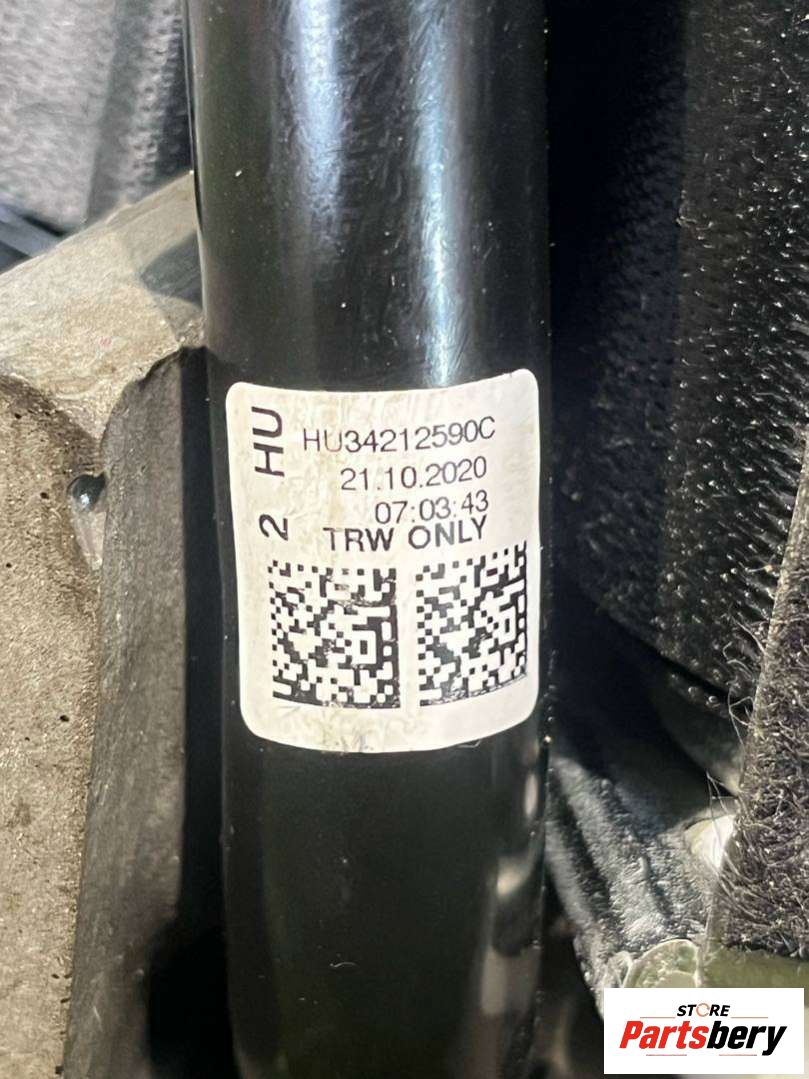 2 HU
HU34212590C
21.10.2020
07:03:43
TRW ONLY
STORE
Partsbery